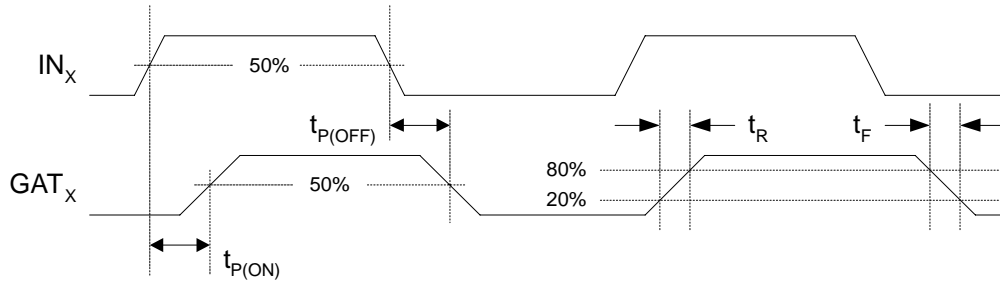 IN_X
50%
t_P(OFF)
t_R
t_F
GAT_X
50%
80%
20%
t_P(ON)